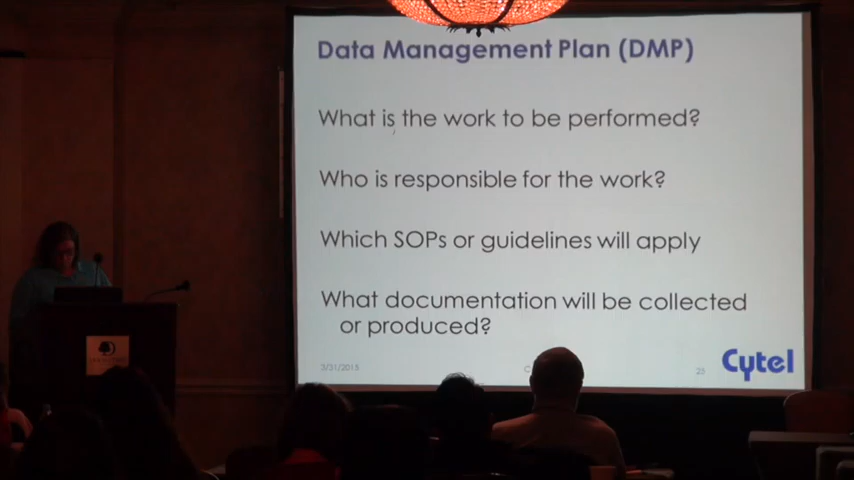 Data Management Plan (DMP)
What is the work to be performed?
Who is responsible for the work?
Which SOPs or guidelines will apply
What documentation will be collected
or produced?
3/31/2015
23
Cytel